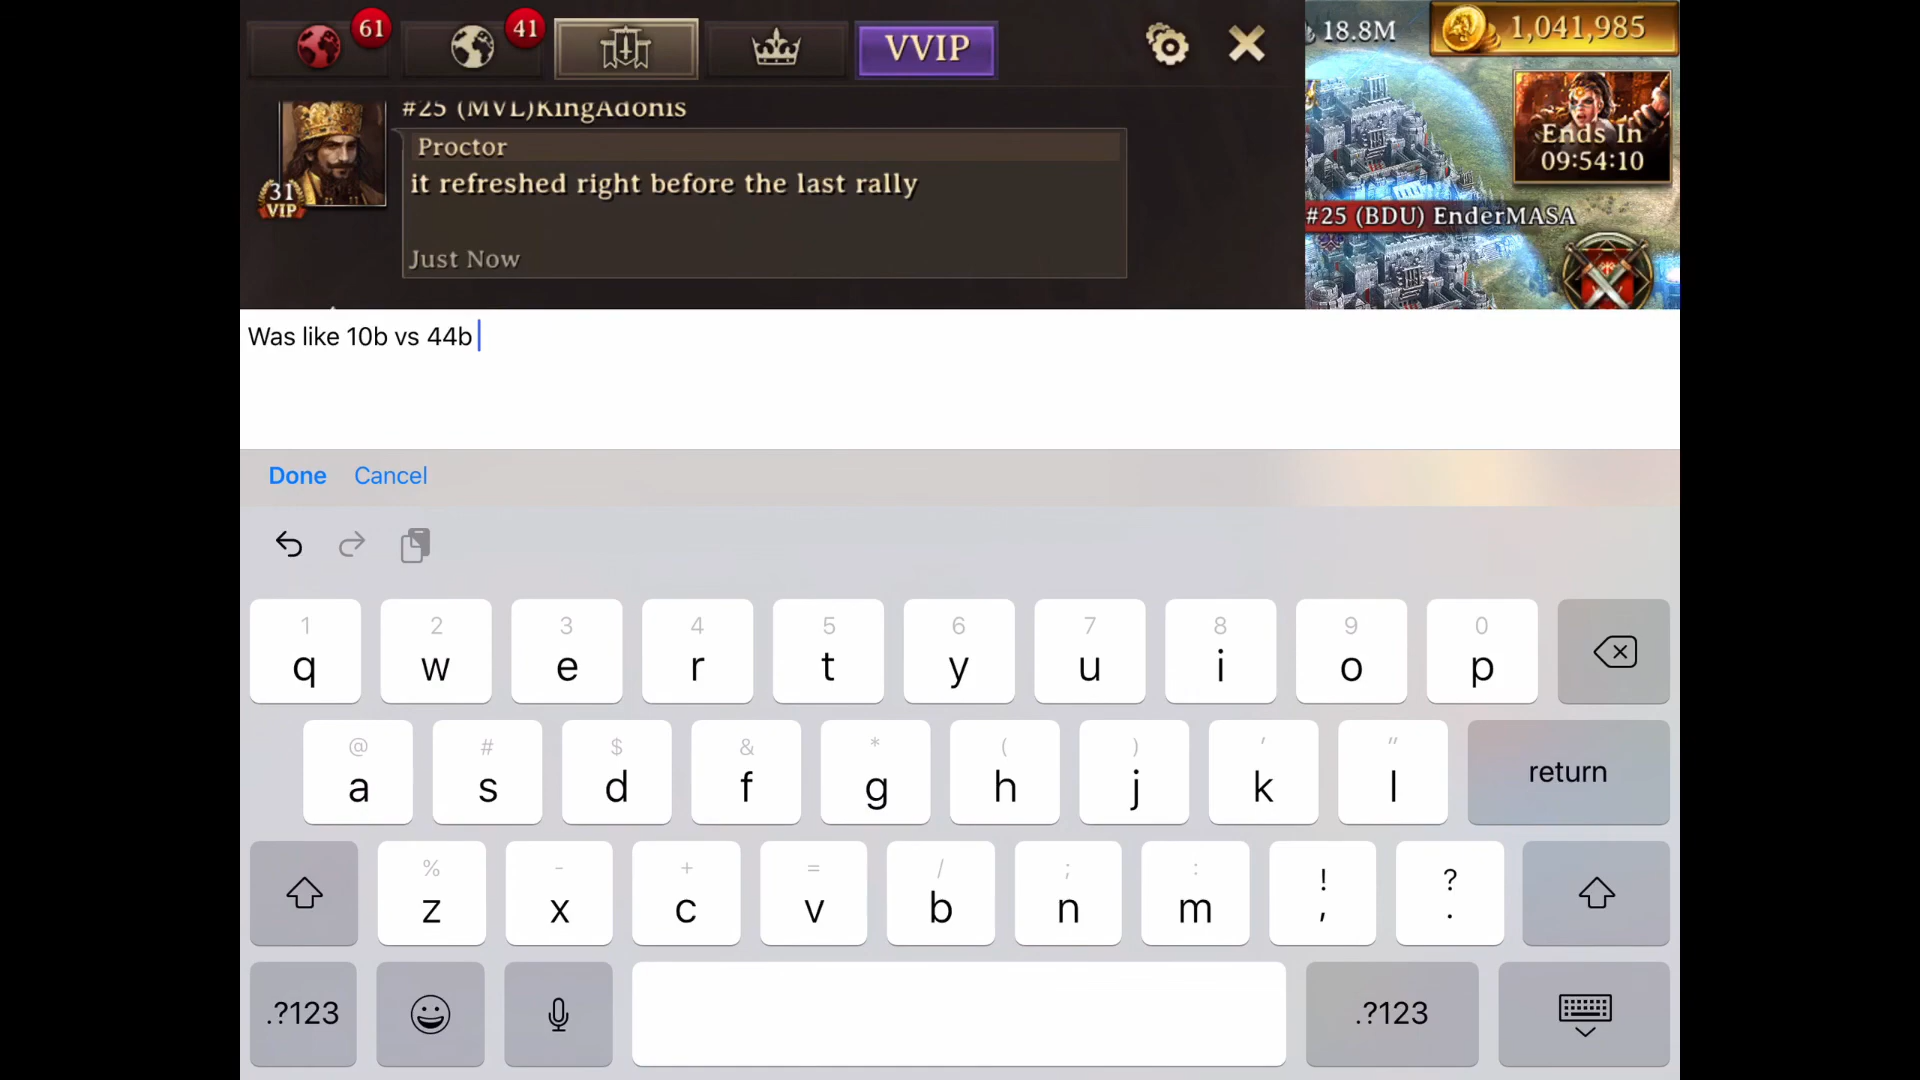 61
41
VVIP
18.8M
1,041,985
#25 (MVL)KingAdonis
Proctor
it refreshed right before the last rally
Just Now
31
VIP
Ends In
09:54:10
#25 (BDU) EnderMASA
Was like 10b vs 44b
Done Cancel
1 2 3 4 5 6 7 8 9 0
q w e r t y u i o p
@ # $ & * ( ) ' "
a s d f g h j k l return
% - + = / ; : ! ?
z x c v b n m , .
.?123 .?123